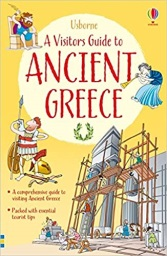 Usborne
A Visitors Guide to
ANCIENT
GREECE
• A comprehensive guide to
visiting Ancient Greece
• Packed with essential
tourist tips